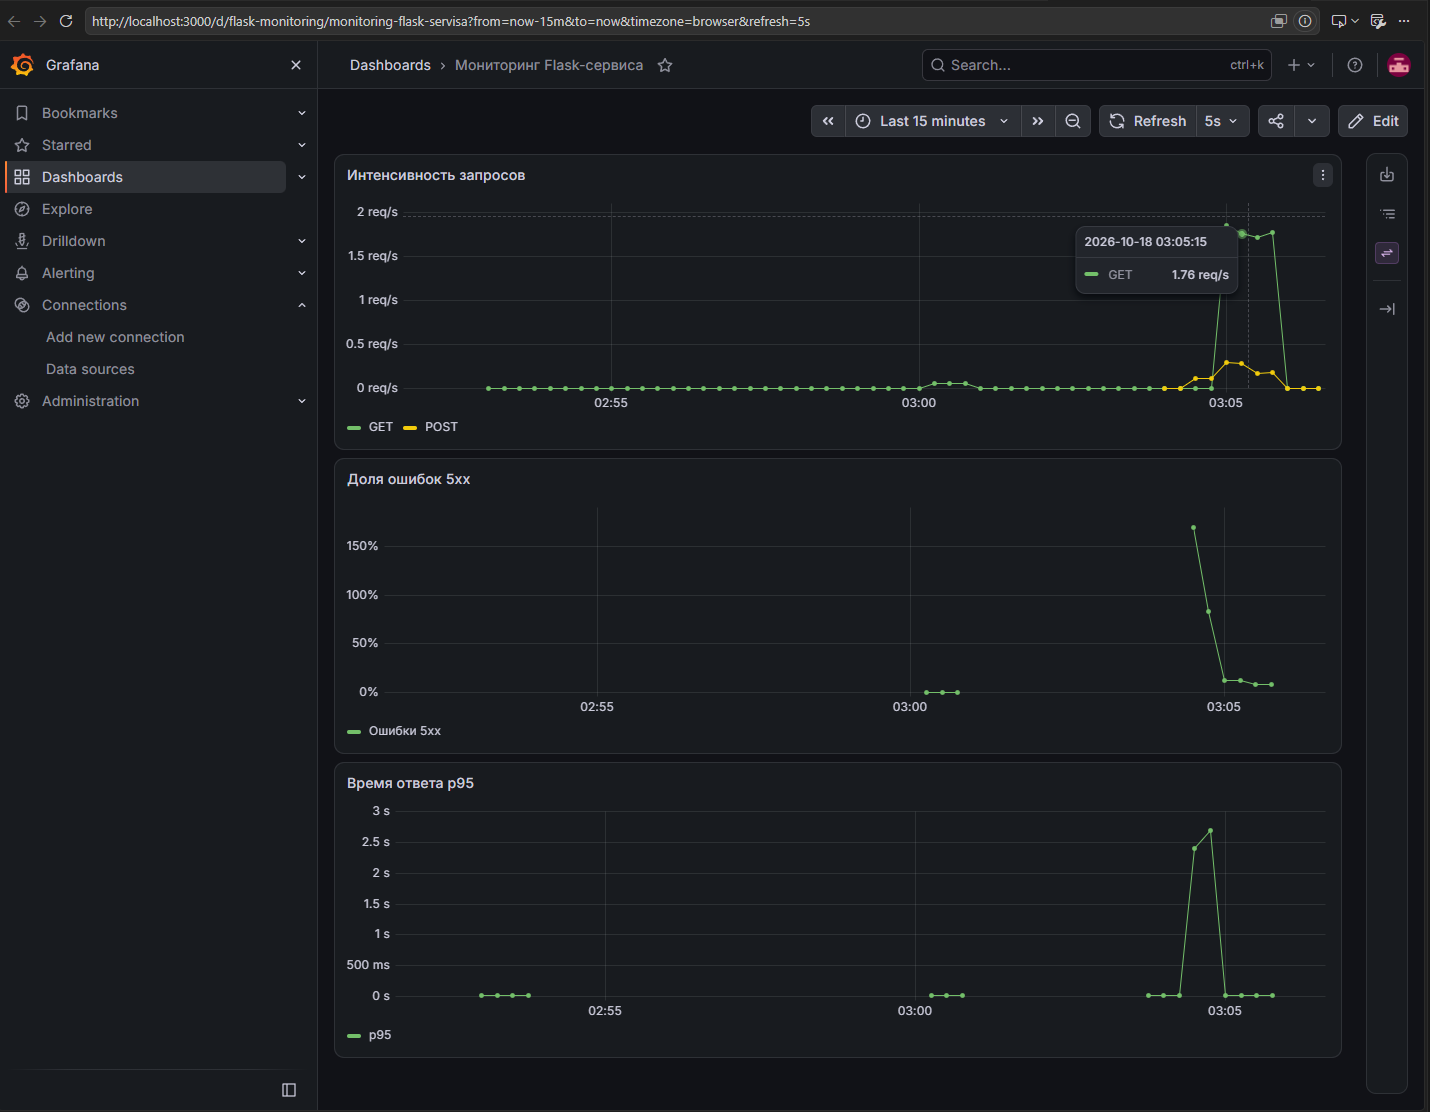 http://localhost:3000/d/flask-monitoring/monitoring-flask-servisa?from=now-15m&to=now&timezone=browser&refresh=5s
Grafana
Dashboards › Мониторинг Flask-сервиса
Search...
ctrl+k
Bookmarks
Starred
Dashboards
Explore
Drilldown
Alerting
Connections
Add new connection
Data sources
Administration
Last 15 minutes
Refresh
5s
Edit
Интенсивность запросов
2 req/s
1.5 req/s
1 req/s
0.5 req/s
0 req/s
2026-10-18 03:05:15
GET 1.76 req/s
02:55 03:00 03:05
GET POST
Доля ошибок 5xx
150%
100%
50%
0%
02:55 03:00 03:05
Ошибки 5xx
Время ответа p95
3 s
2.5 s
2 s
1.5 s
1 s
500 ms
0 s
02:55 03:00 03:05
p95